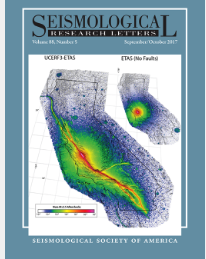 SEISMOLOGICAL
RESEARCH LETTERS
Volume 88, Number 5 September/October 2017
UCERF3-ETAS ETAS (No Faults)
SEISMOLOGICAL SOCIETY OF AMERICA